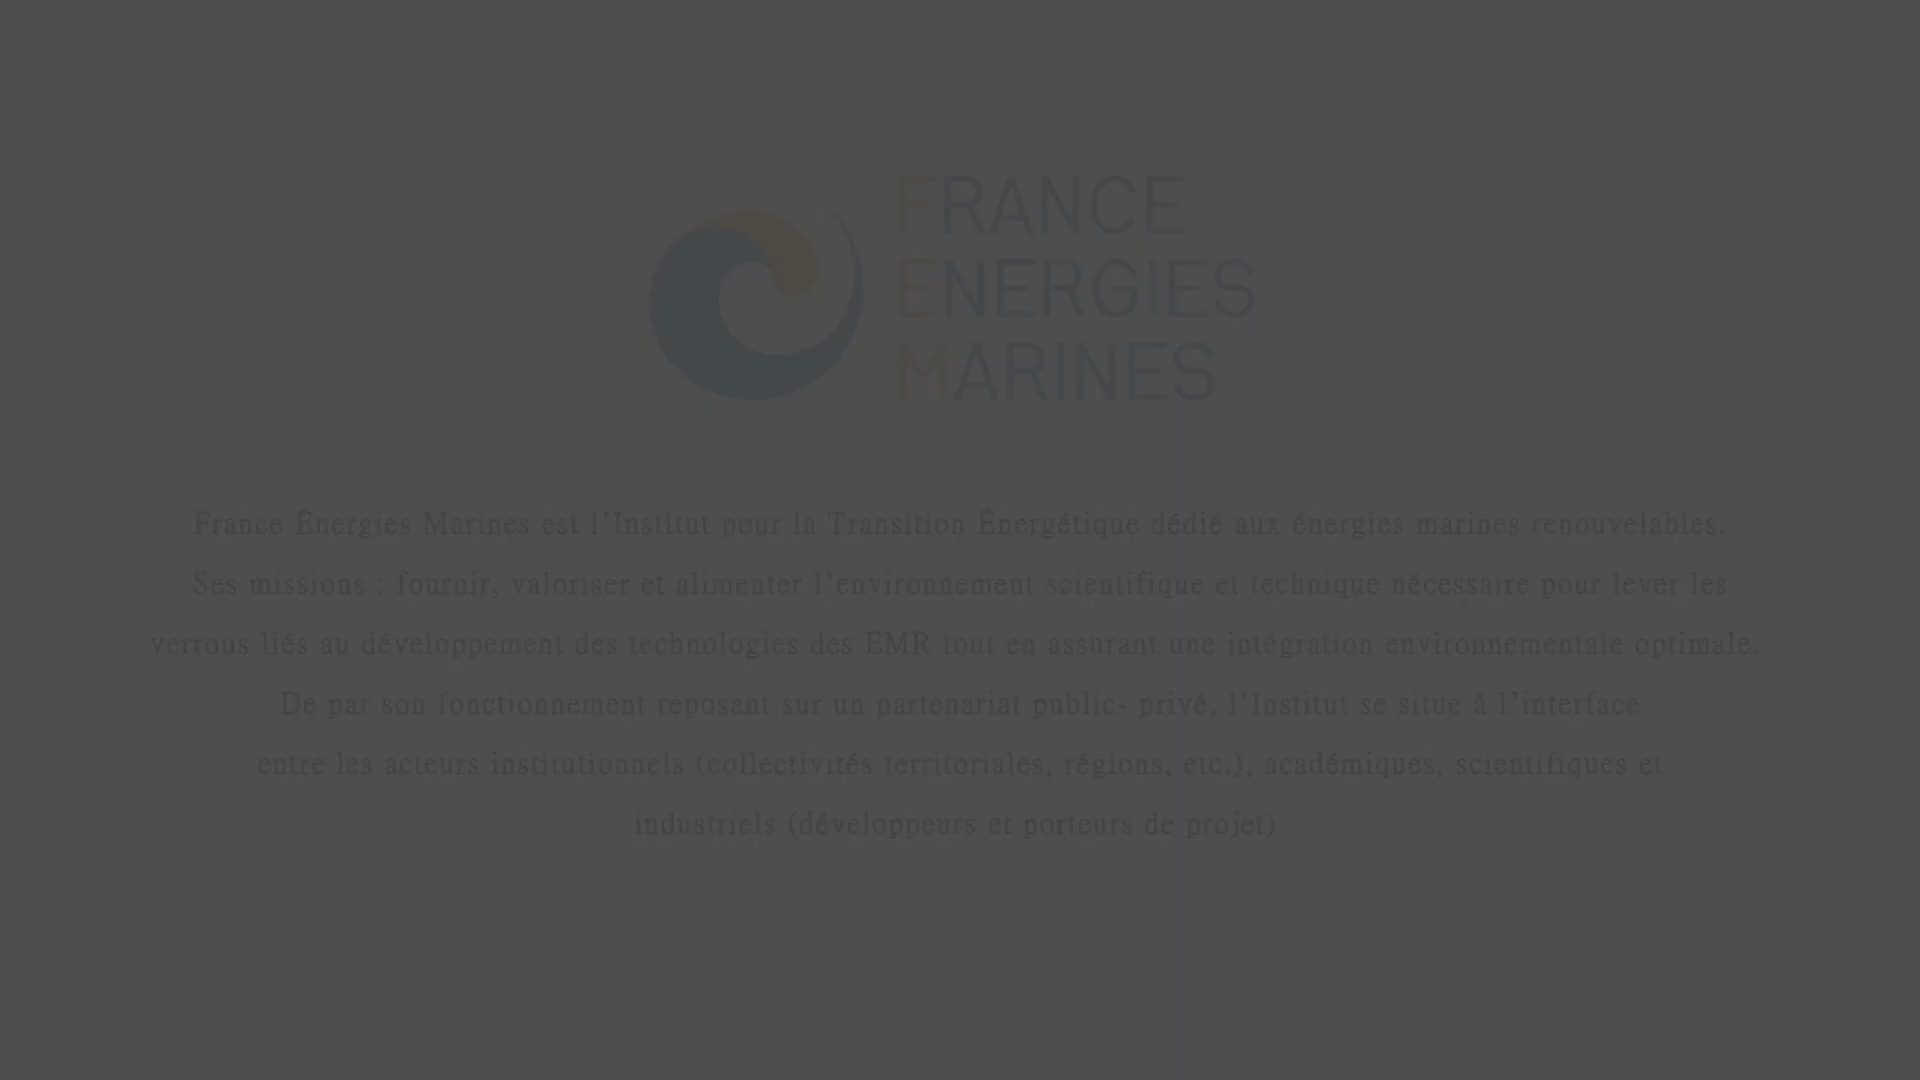 FRANCE
ENERGIES
MARINES
France Énergies Marines est l’Institut pour la Transition Énergétique dédié aux énergies marines renouvelables.
Ses missions : fournir, valoriser et alimenter l’environnement scientifique et technique nécessaire pour lever les
verrous liés au développement des technologies des EMR tout en assurant une intégration environnementale optimale.
De par son fonctionnement reposant sur un partenariat public- privé, l’Institut se situe à l’interface
entre les acteurs institutionnels (collectivités territoriales, régions, etc.), académiques, scientifiques et
industriels (développeurs et porteurs de projet)